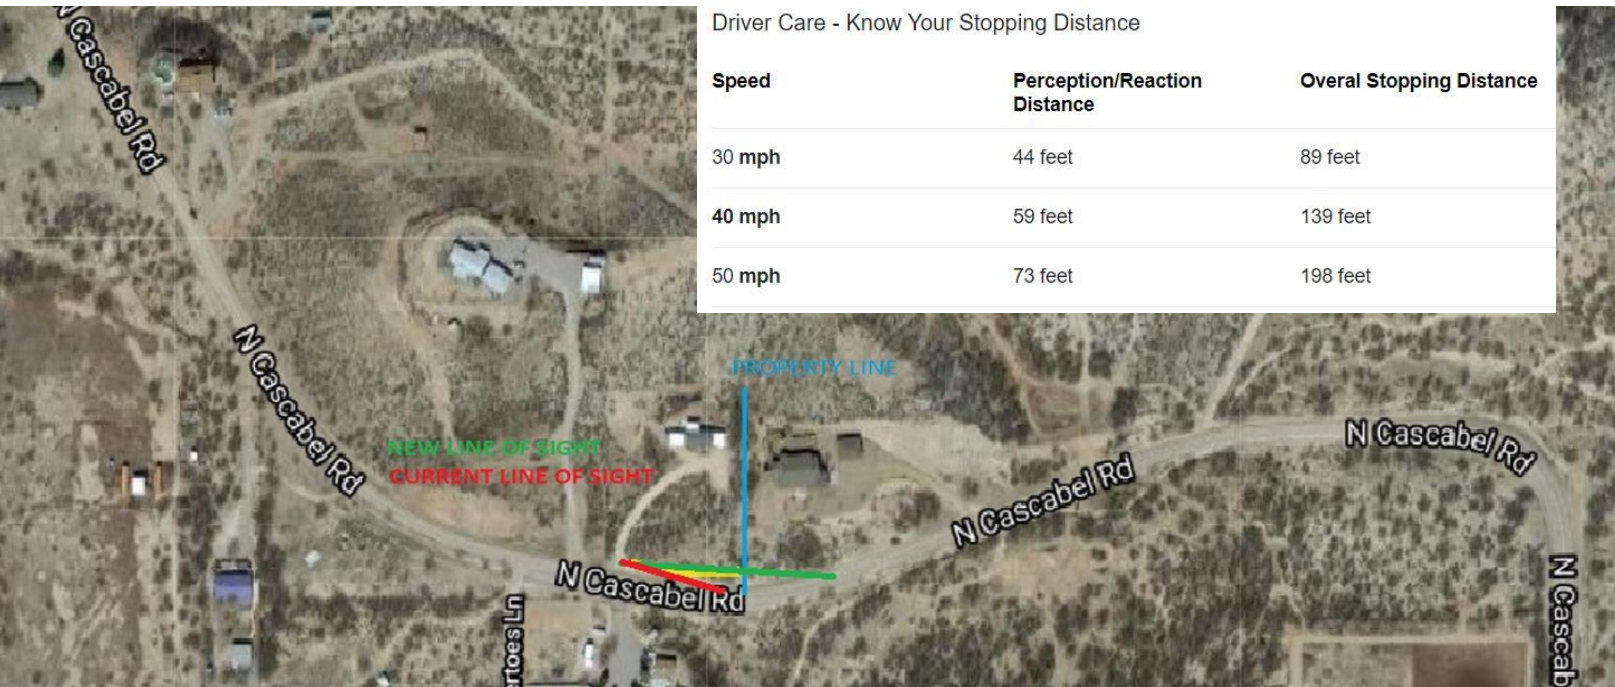 Driver Care - Know Your Stopping Distance
Speed
Perception/Reaction
Distance
Overal Stopping Distance
30 mph
44 feet
89 feet
40 mph
59 feet
139 feet
50 mph
73 feet
198 feet
N Cascabel Rd
N Cascabel Rd
PROPERTY LINE
NEW LINE OF SIGHT
CURRENT LINE OF SIGHT
N Cascabel Rd
N Cascabel Rd
N Cascabel Rd
N Cascab
rtoes Ln